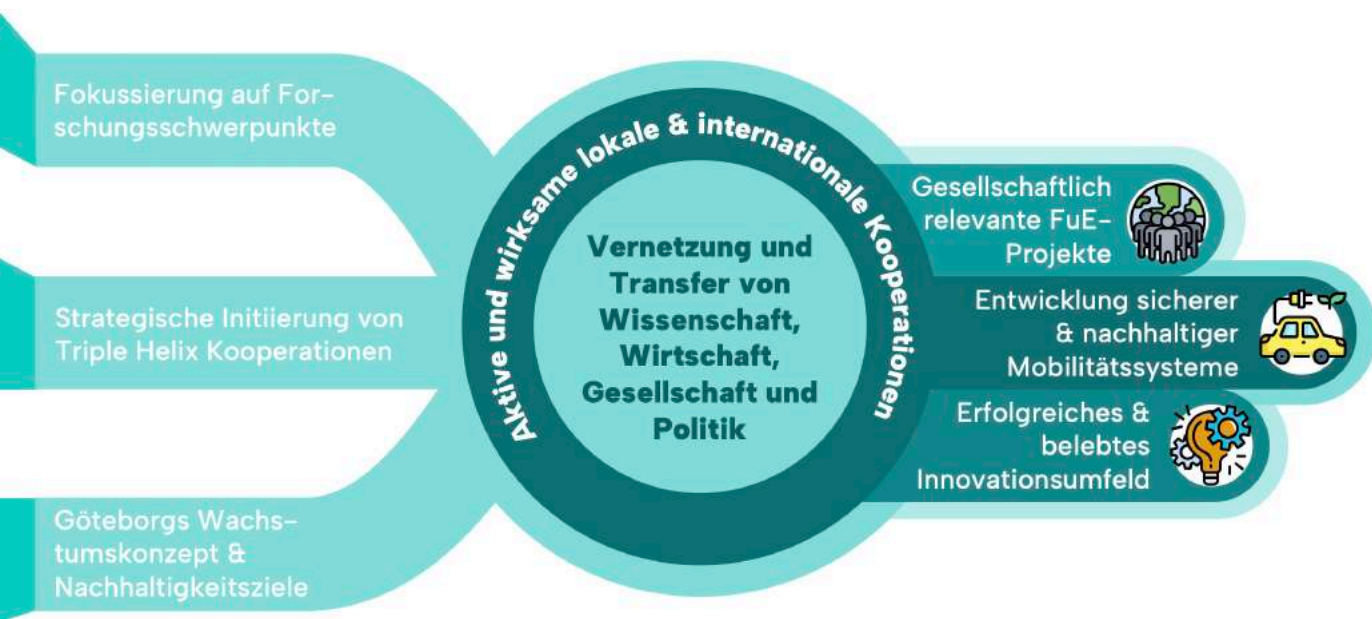 Fokussierung auf For-
schungsschwerpunkte
Strategische Initiierung von
Triple Helix Kooperationen
Göteborgs Wachs-
tumskonzept &
Nachhaltigkeitsziele
Aktive und wirksame lokale & internationale Kooperationen
Vernetzung und
Transfer von
Wissenschaft,
Wirtschaft,
Gesellschaft und
Politik
Gesellschaftlich
relevante FuE-
Projekte
Entwicklung sicherer
& nachhaltiger
Mobilitätssysteme
Erfolgreiches &
belebtes
Innovationsumfeld